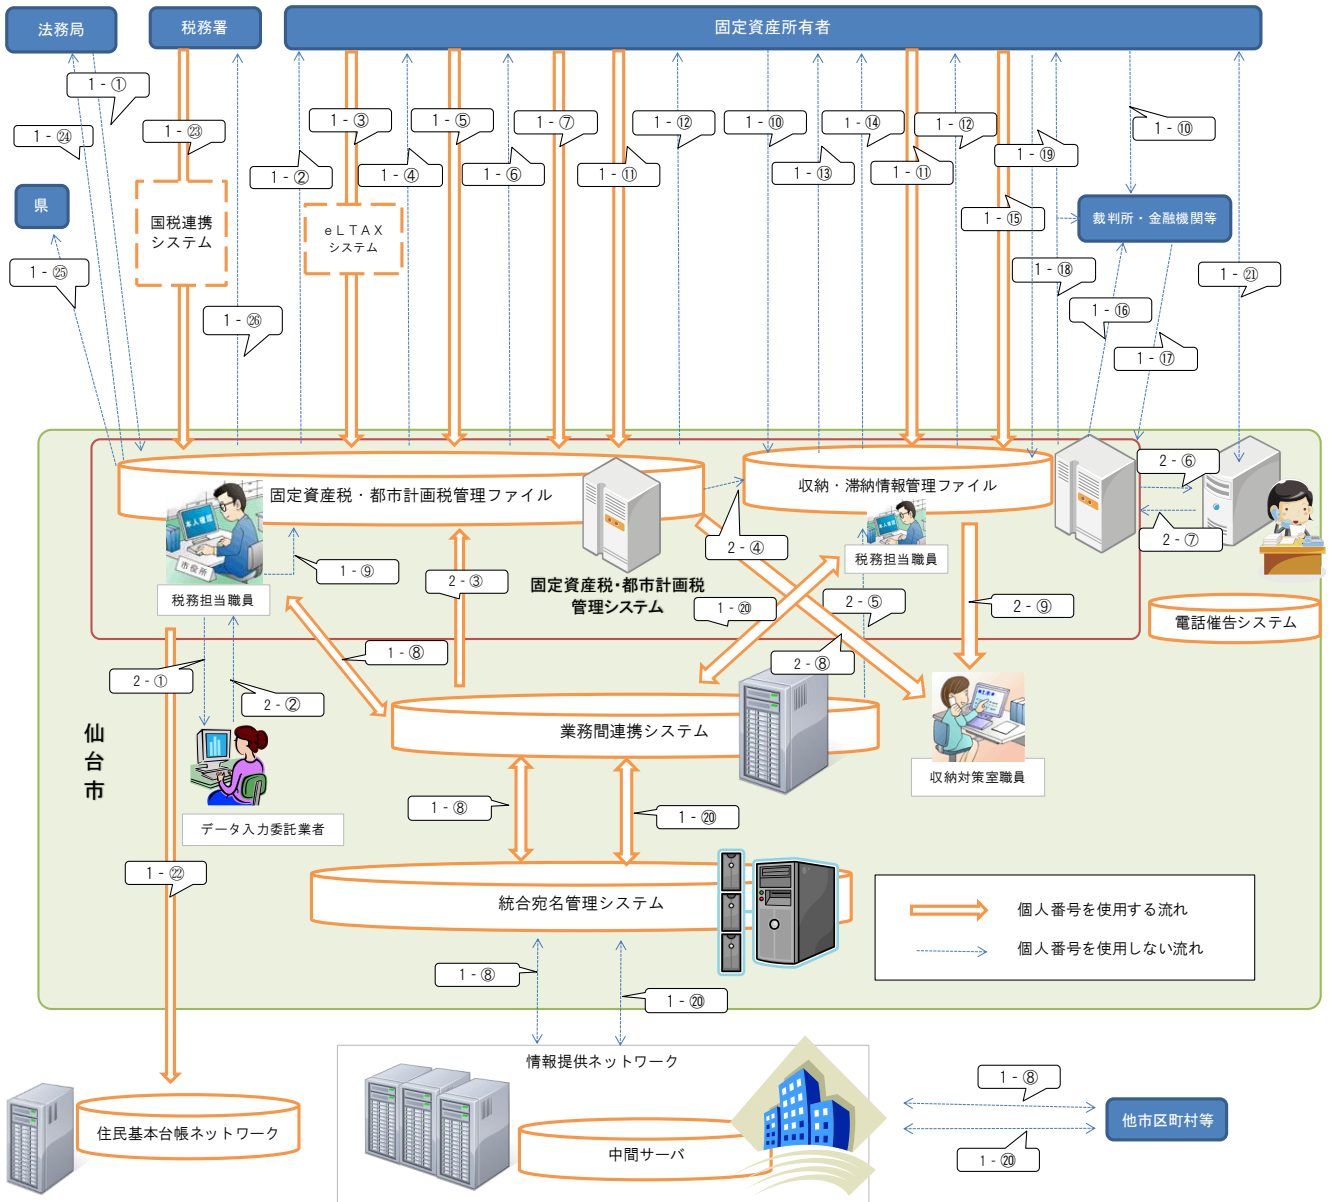 法務局
税務署
固定資産所有者
1 - ①
1 - ㉔
1 - ㉓
1 - ②
1 - ③
1 - ④
1 - ⑤
1 - ⑥
1 - ⑦
1 - ⑪
1 - ⑫
1 - ⑩
1 - ⑬
1 - ⑭
1 - ⑪
1 - ⑫
1 - ⑲
1 - ⑮
1 - ⑩
県
国税連携
システム
eLTAX
システム
裁判所・金融機関等
1 - ㉕
1 - ㉖
1 - ⑱
1 - ⑯
1 - ⑰
1 - ㉑
固定資産税・都市計画税管理ファイル
収納・滞納情報管理ファイル
本人確認
市役所
税務担当職員
1 - ⑨
2 - ③
固定資産税・都市計画税
管理システム
2 - ④
本人確認
税務担当職員
1 - ⑳
2 - ⑤
2 - ⑨
2 - ⑥
2 - ⑦
電話催告システム
2 - ①
2 - ②
1 - ⑧
2 - ⑧
仙台市
業務間連携システム
収納対策室職員
データ入力委託業者
1 - ⑧
1 - ⑳
1 - ㉒
統合宛名管理システム
個人番号を使用する流れ
個人番号を使用しない流れ
1 - ⑧
1 - ⑳
情報提供ネットワーク
住民基本台帳ネットワーク
中間サーバ
1 - ⑧
他市区町村等
1 - ⑳